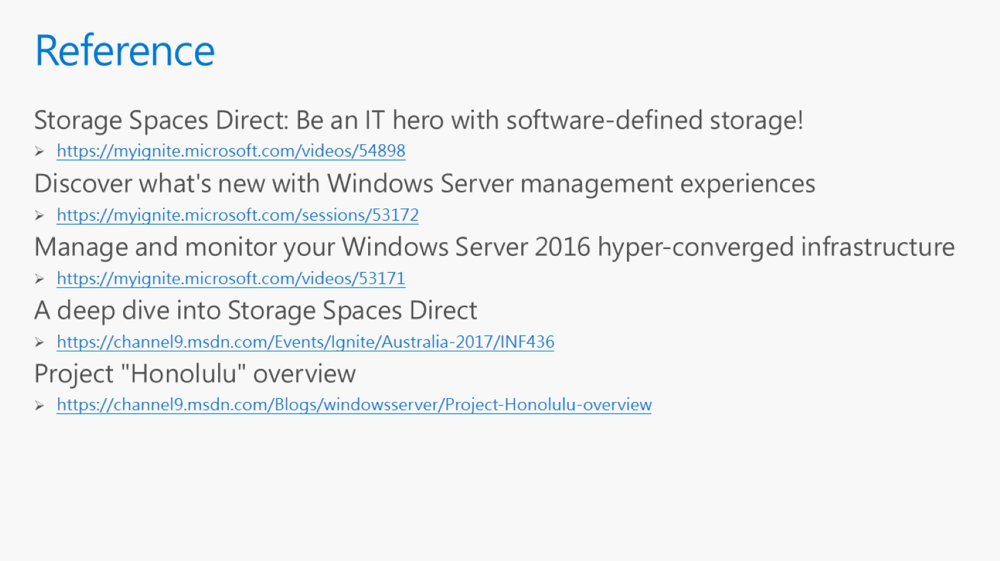 Reference
Storage Spaces Direct: Be an IT hero with software-defined storage!
➢ https://myignite.microsoft.com/videos/54898
Discover what's new with Windows Server management experiences
➢ https://myignite.microsoft.com/sessions/53172
Manage and monitor your Windows Server 2016 hyper-converged infrastructure
➢ https://myignite.microsoft.com/videos/53171
A deep dive into Storage Spaces Direct
➢ https://channel9.msdn.com/Events/Ignite/Australia-2017/INF436
Project "Honolulu" overview
➢ https://channel9.msdn.com/Blogs/windowsserver/Project-Honolulu-overview